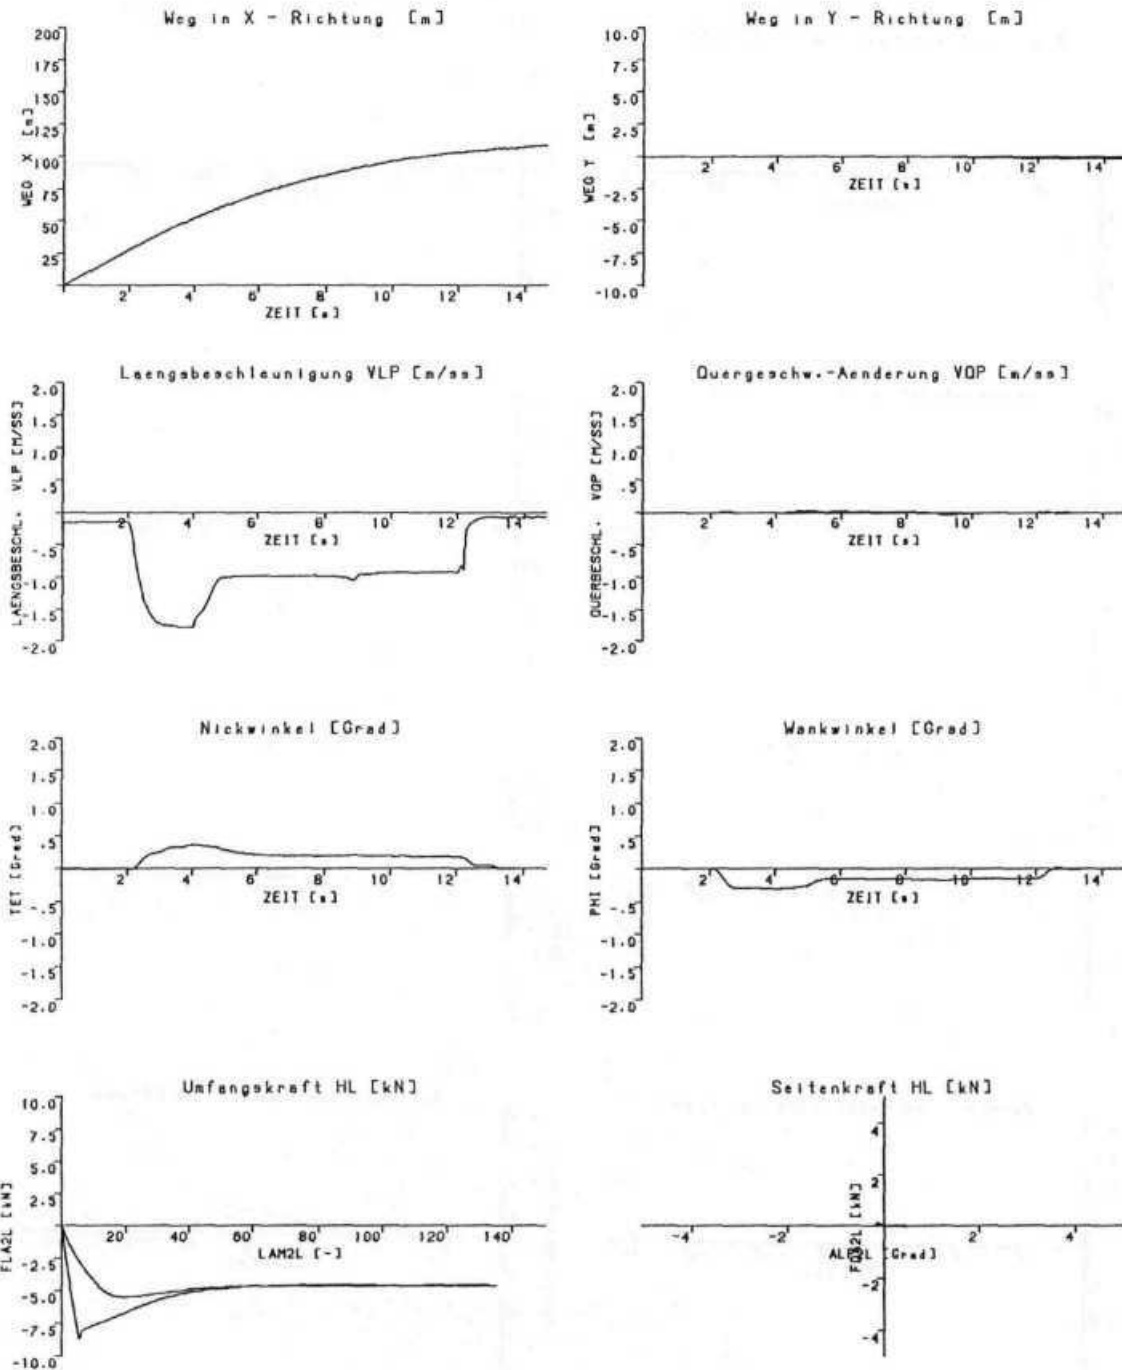 Weg in X - Richtung [m]
200
175
150
125
100
75
50
25
WEG X [m]
2 4 6 8 10 12 14
ZEIT [s]
Weg in Y - Richtung [m]
10.0
7.5
5.0
2.5
-2.5
-5.0
-7.5
-10.0
WEG Y [m]
2 4 6 8 10 12 14
ZEIT [s]
Laengsbeschleunigung VLP [m/ss]
2.0
1.5
1.0
.5
-.5
-1.0
-1.5
-2.0
LAENGSBESCHL. VLP [M/SS]
2 4 6 8 10 12 14
ZEIT [s]
Quergeschw.-Aenderung VQP [m/ss]
2.0
1.5
1.0
.5
-.5
-1.0
-1.5
-2.0
QUERBESCHL. VQP [M/SS]
2 4 6 8 10 12 14
ZEIT [s]
Nickwinkel [Grad]
2.0
1.5
1.0
.5
-.5
-1.0
-1.5
-2.0
TET [Grad]
2 4 6 8 10 12 14
ZEIT [s]
Wankwinkel [Grad]
2.0
1.5
1.0
.5
-.5
-1.0
-1.5
-2.0
PHI [Grad]
2 4 6 8 10 12 14
ZEIT [s]
Umfangskraft HL [kN]
10.0
7.5
5.0
2.5
-2.5
-5.0
-7.5
-10.0
FLA2L [kN]
20 40 60 80 100 120 140
LAM2L [-]
Seitenkraft HL [kN]
4
2
-2
-4
[kN]
-4 -2 2 4
[Grad]